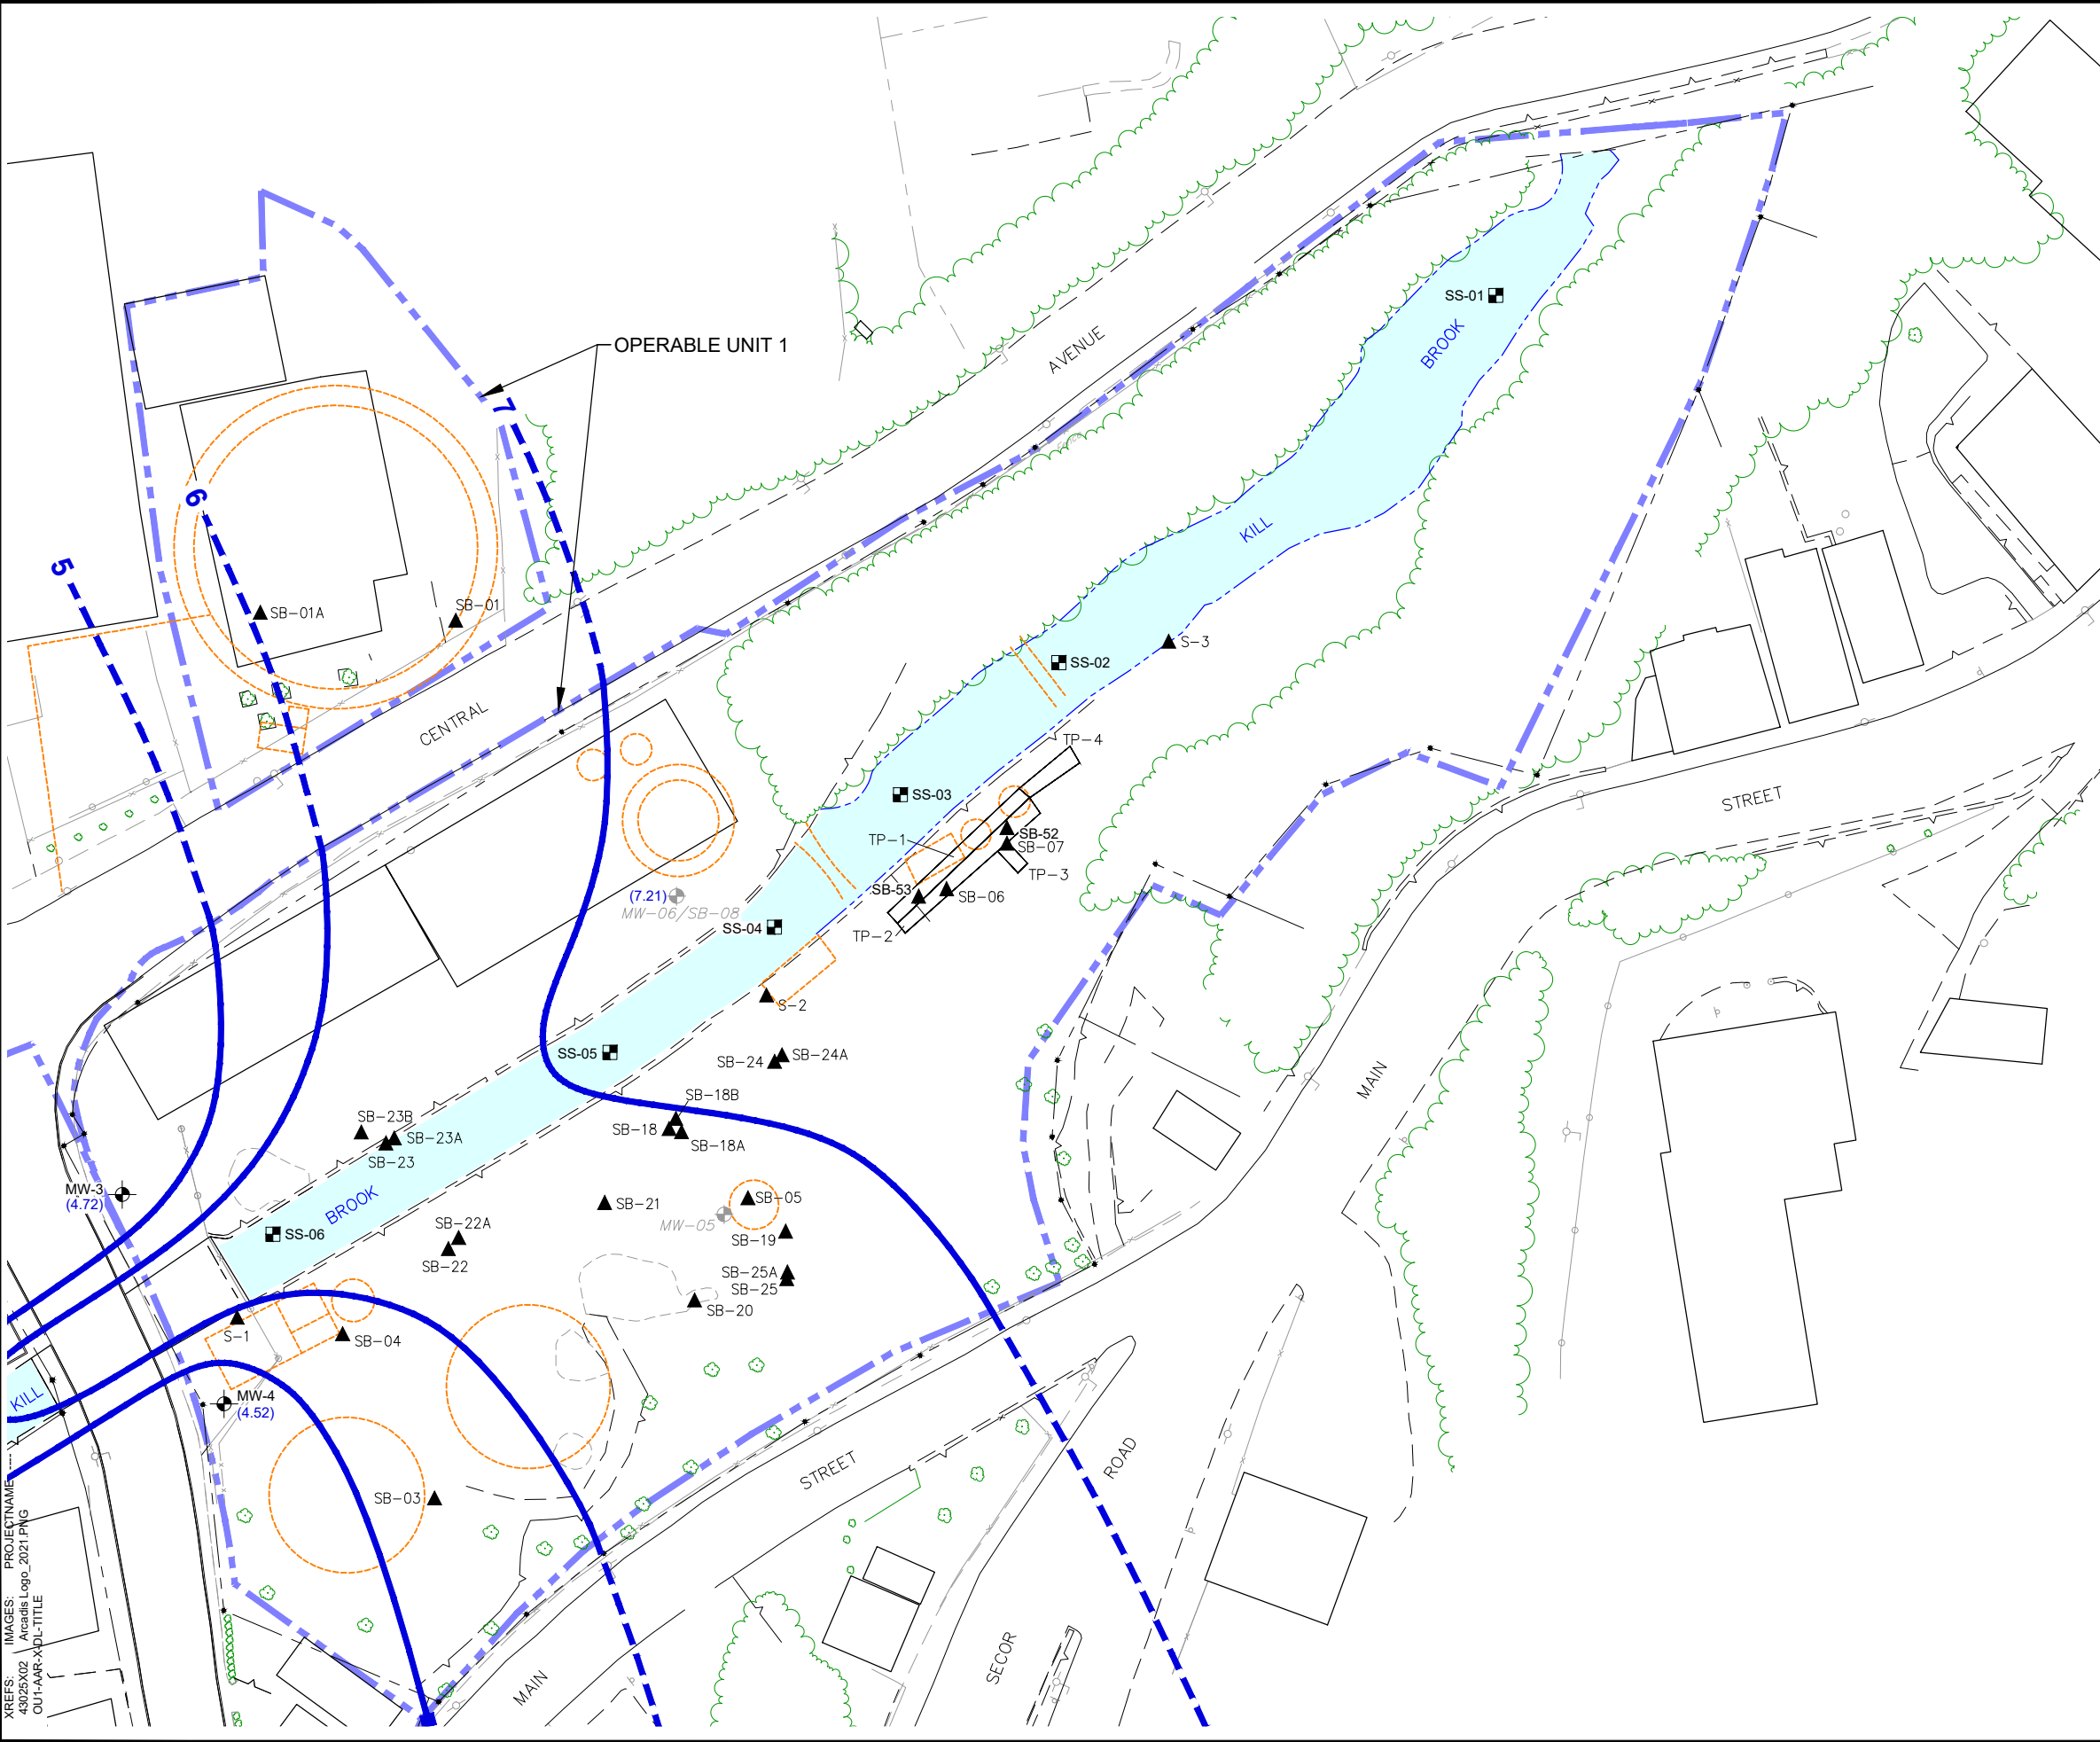 SS-01
BROOK
AVENUE
OPERABLE UNIT 1
7
6
5
KILL
SB-01A
SB-01
S-3
SS-02
CENTRAL
TP-4
SS-03
STREET
SB-52
TP-1
SB-07
TP-3
SB-53
SB-06
(7.21)
MW-06/SB-08
SS-04
TP-2
S-2
SS-05
SB-24
SB-24A
MAIN
SB-18B
SB-23B
SB-18
SB-23A
SB-18A
SB-23
MW-3
(4.72)
BROOK
SB-21
SB-05
MW-05
SB-22A
SS-06
SB-19
SB-22
SB-25A
SB-25
SB-20
S-1
SB-04
KILL
MW-4
(4.52)
SB-03
STREET
ROAD
SECOR
MAIN
XREFS:
43025X02
OU1-AAR-X-DL-TITLE
IMAGES:
Arcadis Logo_2021.PNG
PROJECTNAME: ----